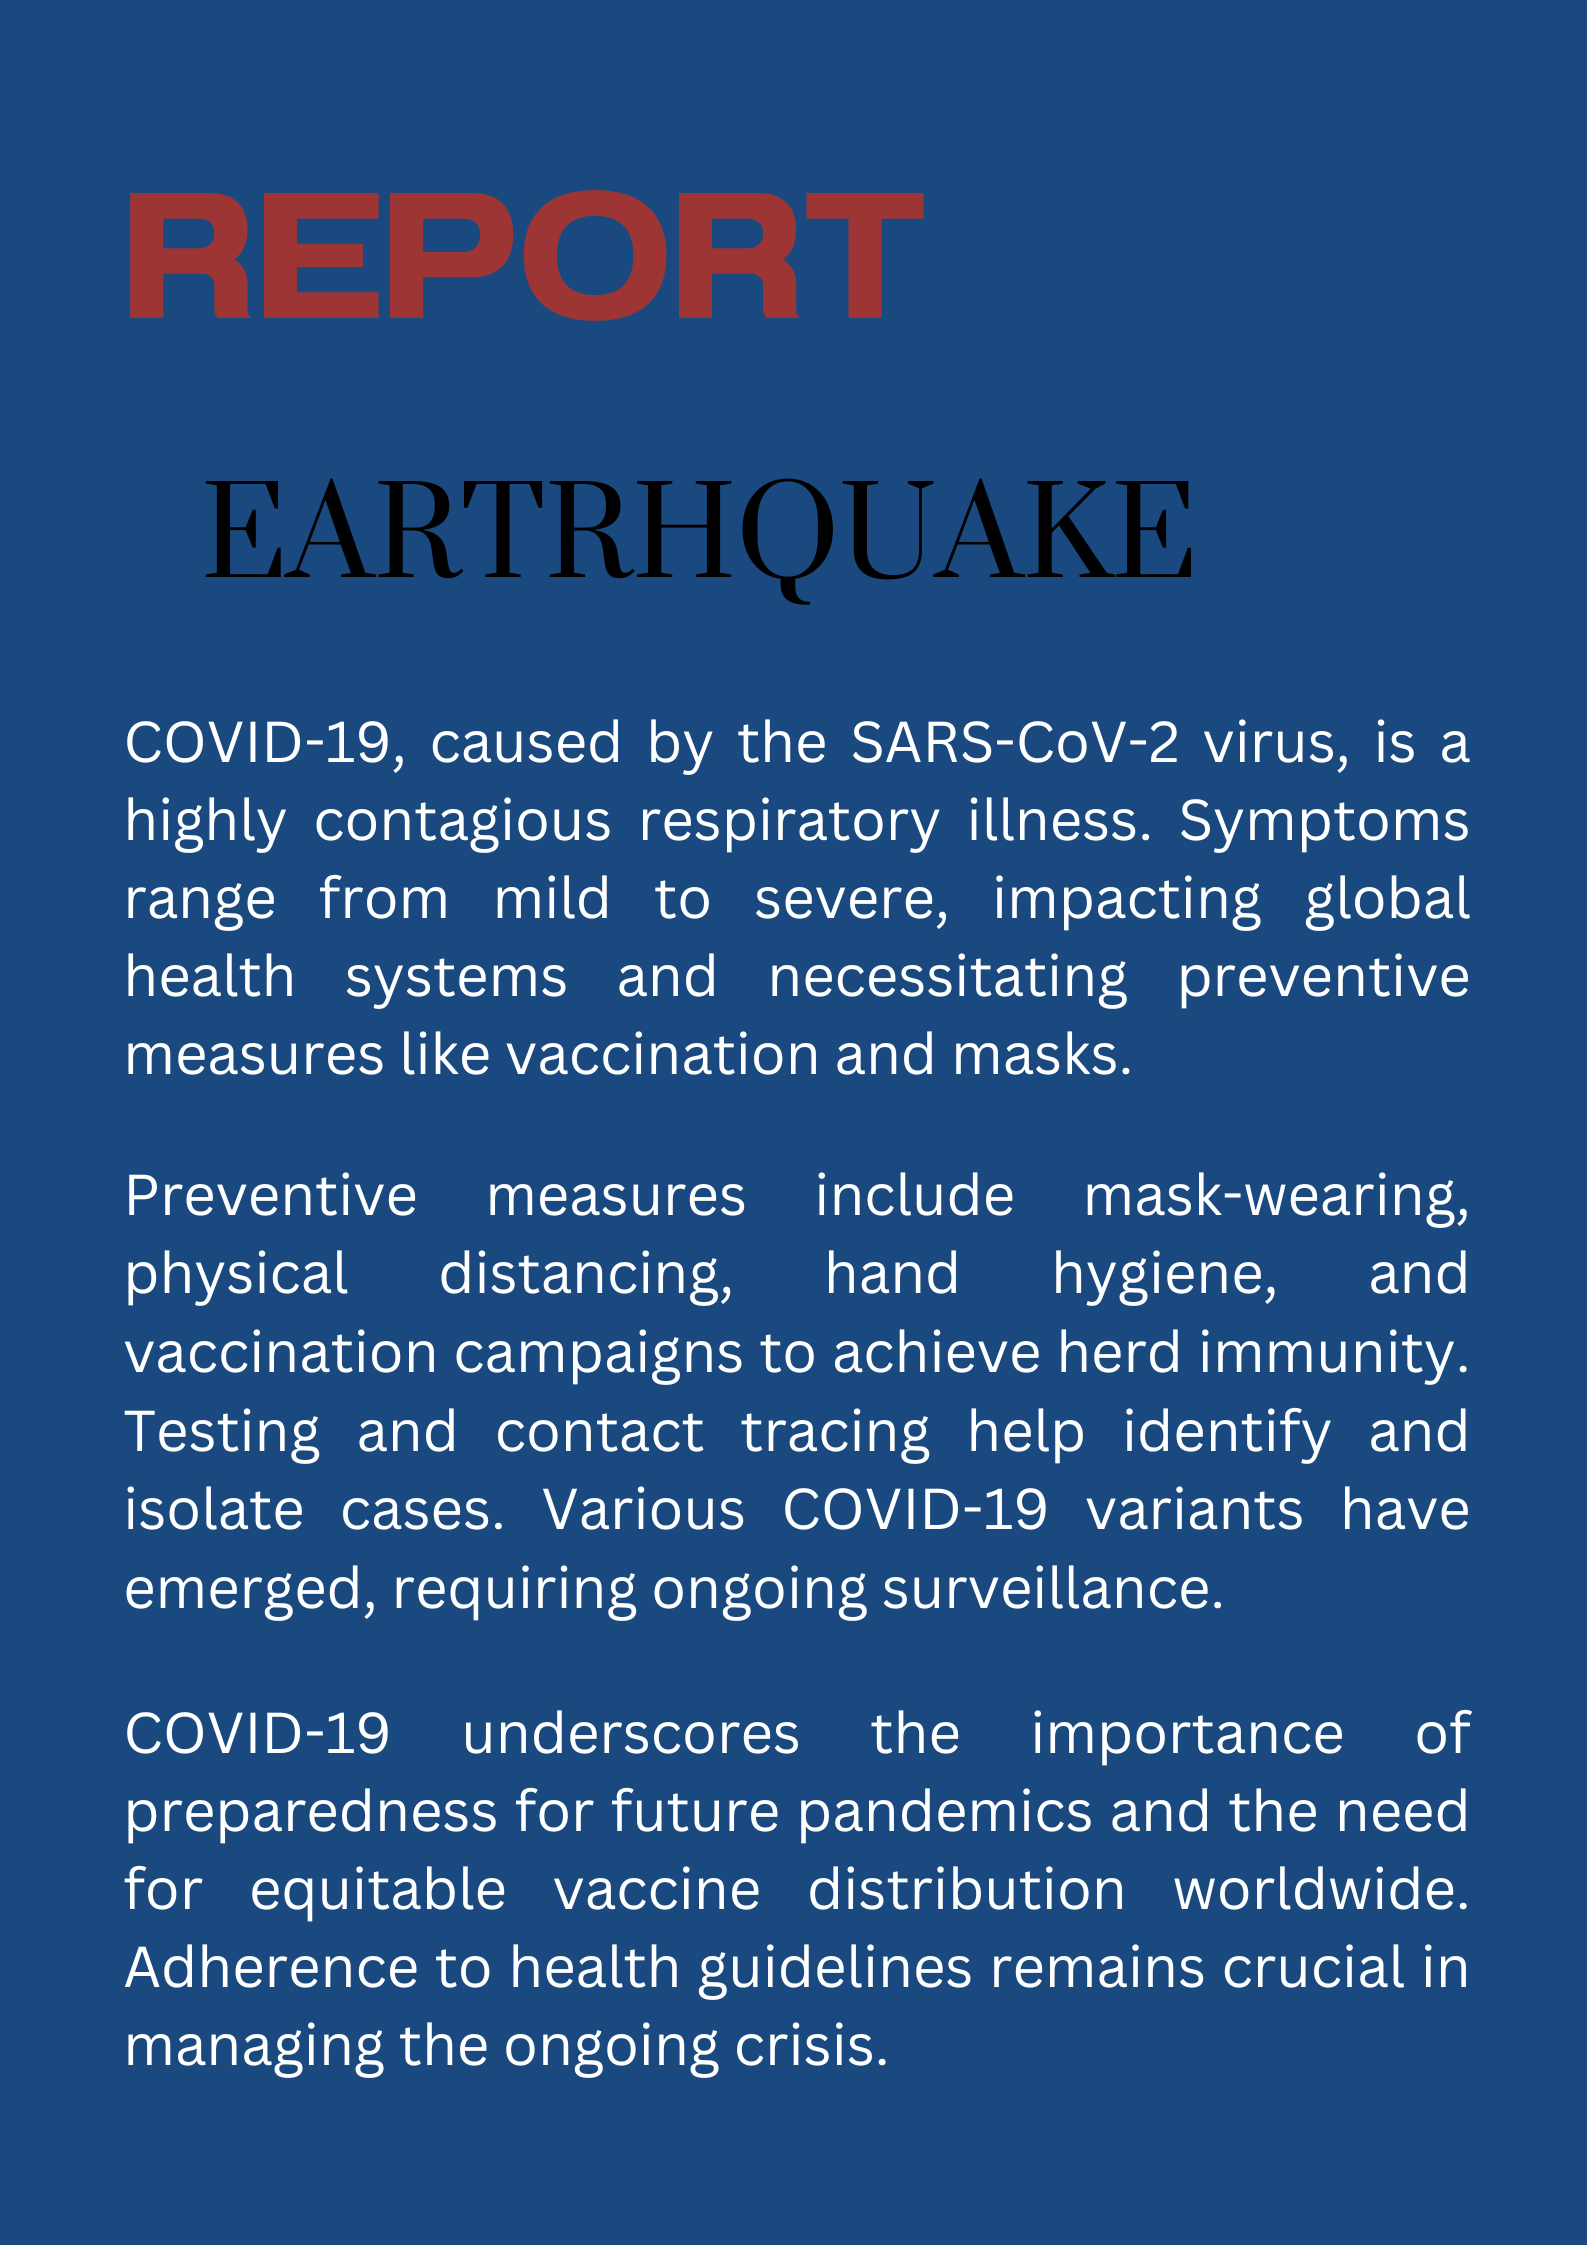 REPORT
EARTRHQUAKE
COVID-19, caused by the SARS-CoV-2 virus, is a
highly contagious respiratory illness. Symptoms
range from mild to severe, impacting global
health systems and necessitating preventive
measures like vaccination and masks.
Preventive measures include mask-wearing,
physical distancing, hand hygiene, and
vaccination campaigns to achieve herd immunity.
Testing and contact tracing help identify and
isolate cases. Various COVID-19 variants have
emerged, requiring ongoing surveillance.
COVID-19 underscores the importance of
preparedness for future pandemics and the need
for equitable vaccine distribution worldwide.
Adherence to health guidelines remains crucial in
managing the ongoing crisis.